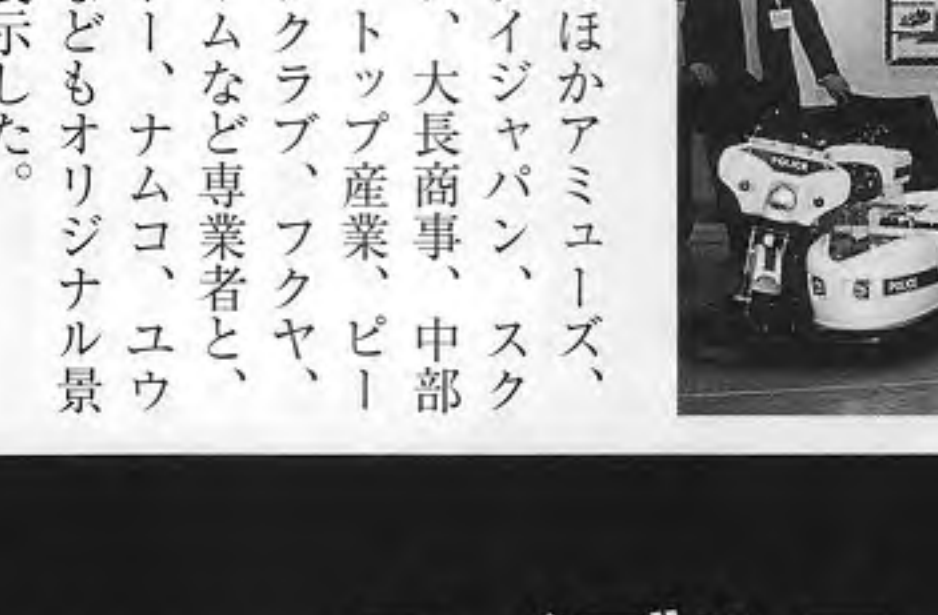 ほかアミューズ、
イジャパン、スク
、大長商事、中部
トップ産業、ピー
クラブ、フクヤ、
ムなど専業者と、
ー、ナムコ、ユウ
どもオリジナル景
示した。
POLICE
POLICE